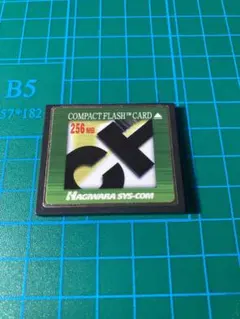 B5
57*182
COMPACT FLASH™ CARD
256 MB
CF
HAGIWARA SYS-COM